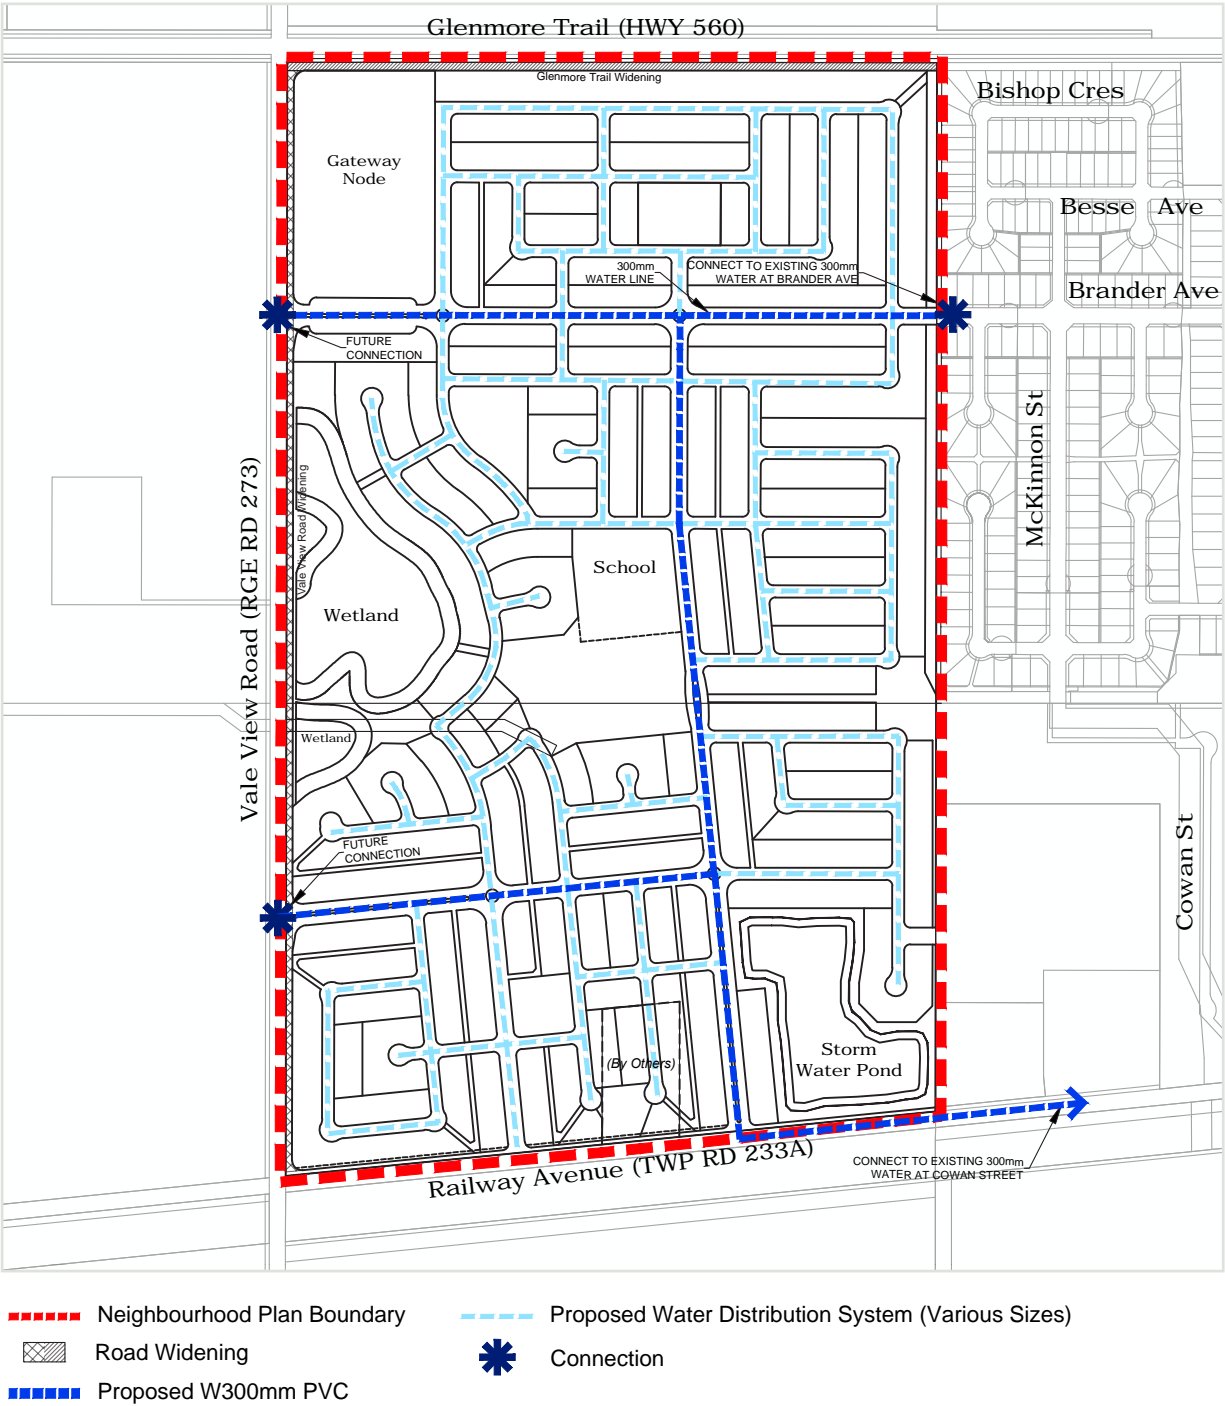 Glenmore Trail (HWY 560)
Glenmore Trail Widening
Bishop Cres
Gateway
Node
Besse Ave
300mm
WATER LINE
CONNECT TO EXISTING 300mm
WATER AT BRANDER AVE
Brander Ave
FUTURE
CONNECTION
McKinnon St
Vale View Road (RGE RD 273)
Vale View Road Widening
School
Wetland
Wetland
FUTURE
CONNECTION
Cowan St
Storm
Water Pond
(By Others)
Railway Avenue (TWP RD 233A)
CONNECT TO EXISTING 300mm
WATER AT COWAN STREET
Neighbourhood Plan Boundary
Proposed Water Distribution System (Various Sizes)
Road Widening
Connection
Proposed W300mm PVC